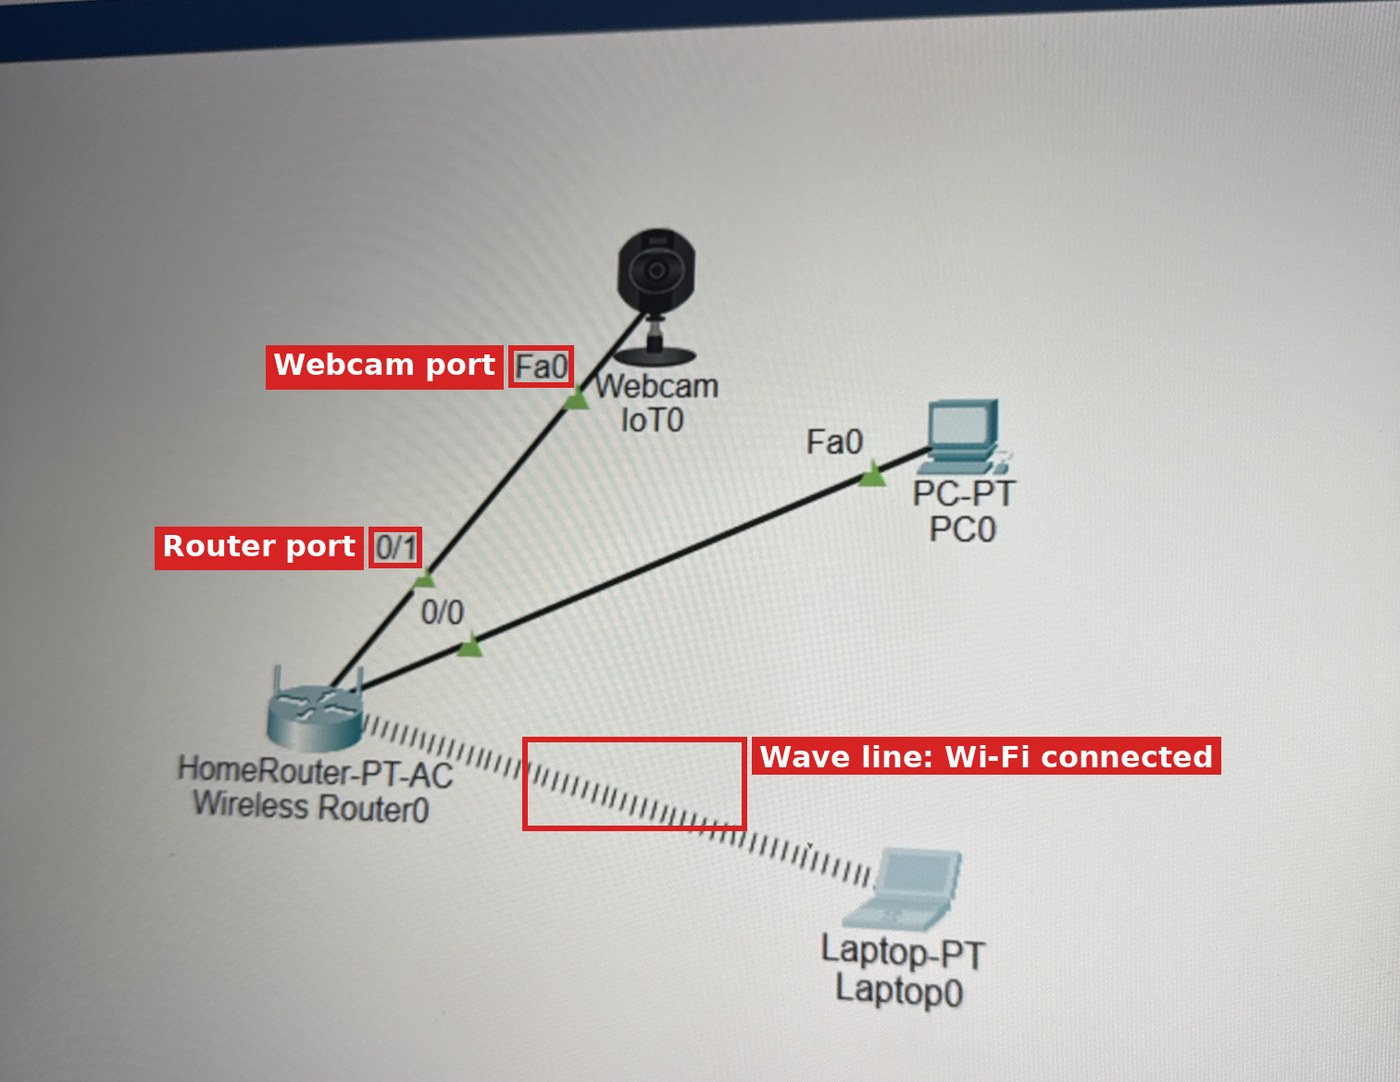 Webcam port
Fa0
Webcam
IoT0
Fa0
PC-PT
PC0
Router port
0/1
0/0
HomeRouter-PT-AC
Wireless Router0
Wave line: Wi-Fi connected
Laptop-PT
Laptop0